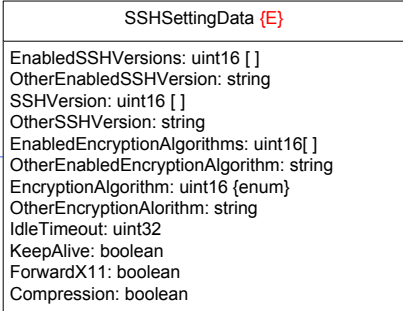 SSHSettingData {E}
EnabledSSHVersions: uint16 [ ]
OtherEnabledSSHVersion: string
SSHVersion: uint16 [ ]
OtherSSHVersion: string
EnabledEncryptionAlgorithms: uint16[ ]
OtherEnabledEncryptionAlgorithm: string
EncryptionAlgorithm: uint16 {enum}
OtherEncryptionAlorithm: string
IdleTimeout: uint32
KeepAlive: boolean
ForwardX11: boolean
Compression: boolean